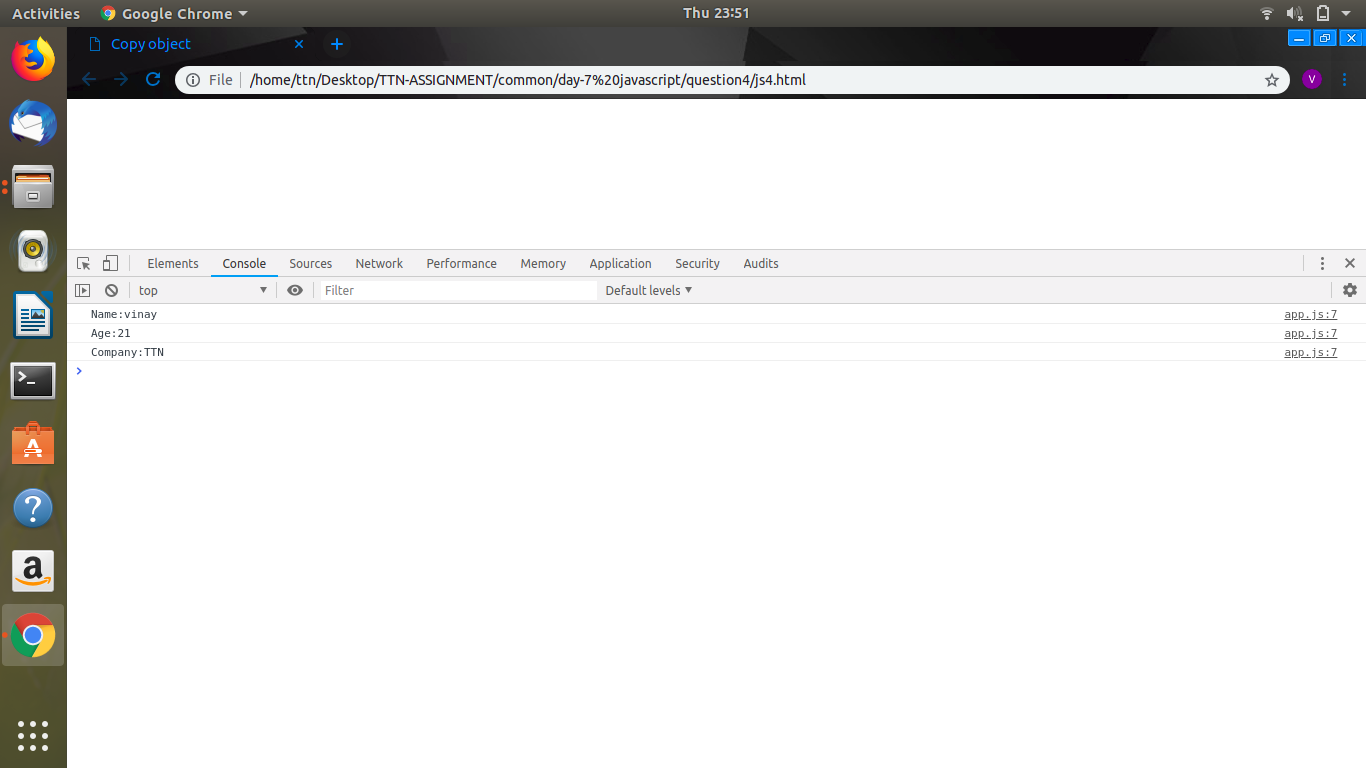 Activities Google Chrome Thu 23:51
Copy object
File /home/ttn/Desktop/TTN-ASSIGNMENT/common/day-7%20javascript/question4/js4.html V
Elements Console Sources Network Performance Memory Application Security Audits
top Filter Default levels
Name:vinay app.js:7
Age:21 app.js:7
Company:TTN app.js:7